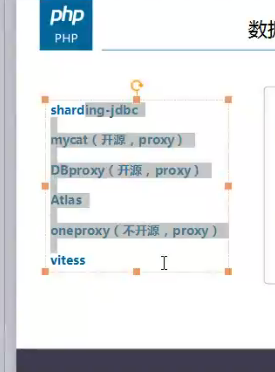 php
PHP
数据
sharding-jdbc
mycat（开源，proxy）
DBproxy（开源，proxy）
Atlas
oneproxy（不开源，proxy）
vitess